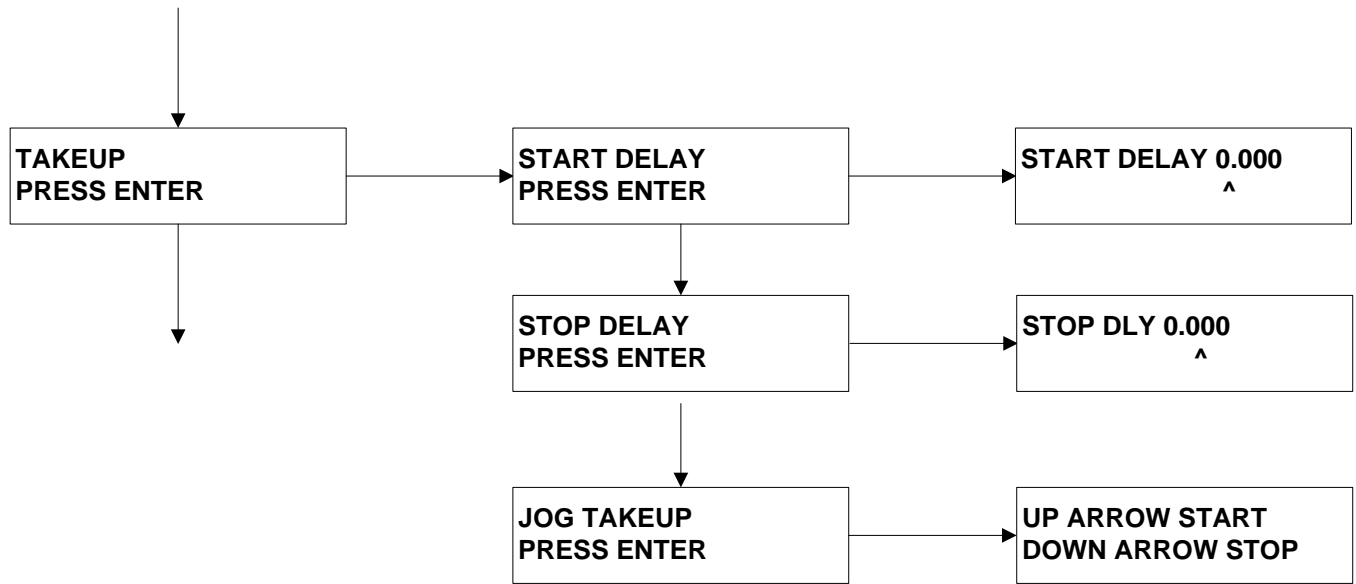 TAKEUP
PRESS ENTER
START DELAY
PRESS ENTER
START DELAY 0.000
^
STOP DELAY
PRESS ENTER
STOP DLY 0.000
^
JOG TAKEUP
PRESS ENTER
UP ARROW START
DOWN ARROW STOP